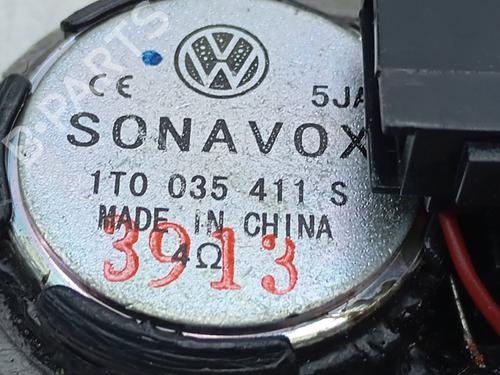 CE 5JA
SONAVOX
1T0 035 411 S
MADE IN CHINA
4Ω
3913
B-PARTS